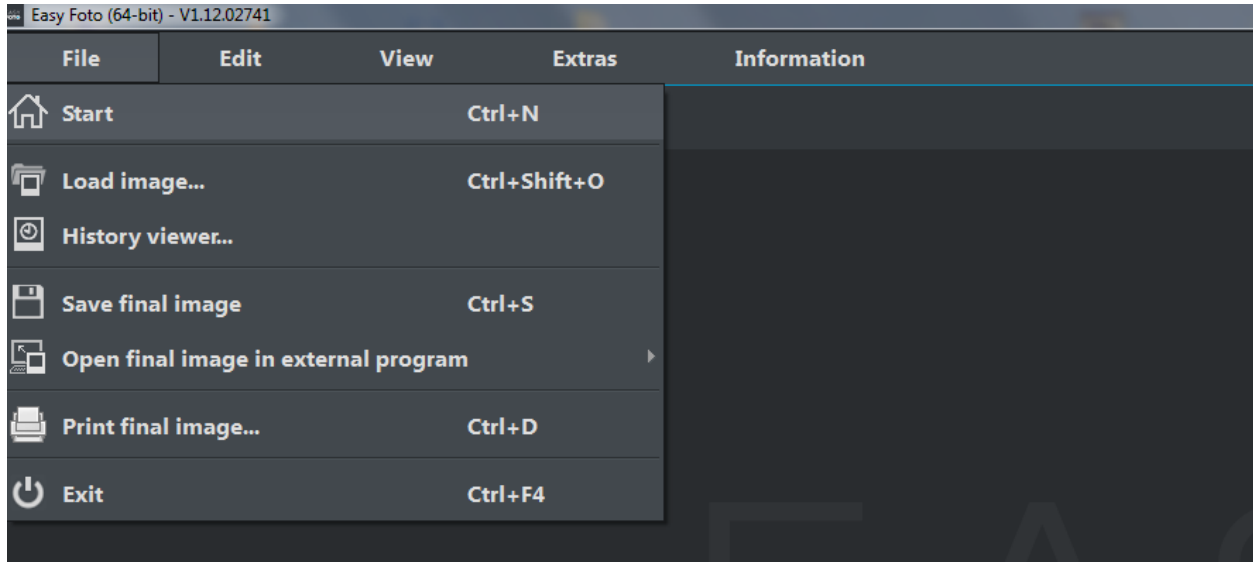 Easy Foto (64-bit) - V1.12.02741
File Edit View Extras Information
Start Ctrl+N
Load image... Ctrl+Shift+O
History viewer...
Save final image Ctrl+S
Open final image in external program
Print final image... Ctrl+D
Exit Ctrl+F4